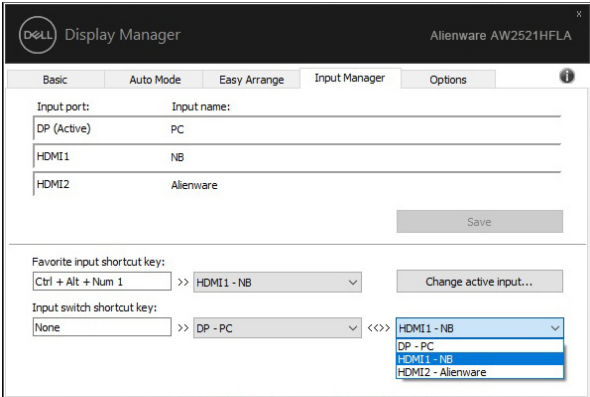 DELL Display Manager
Alienware AW2521HFLA
x
Basic Auto Mode Easy Arrange Input Manager Options i
Input port: Input name:
DP (Active) PC
HDMI1 NB
HDMI2 Alienware
Save
Favorite input shortcut key:
Ctrl + Alt + Num 1 >> HDMI1 - NB Change active input...
Input switch shortcut key:
None >> DP - PC <<>> HDMI1 - NB
DP - PC
HDMI1 - NB
HDMI2 - Alienware